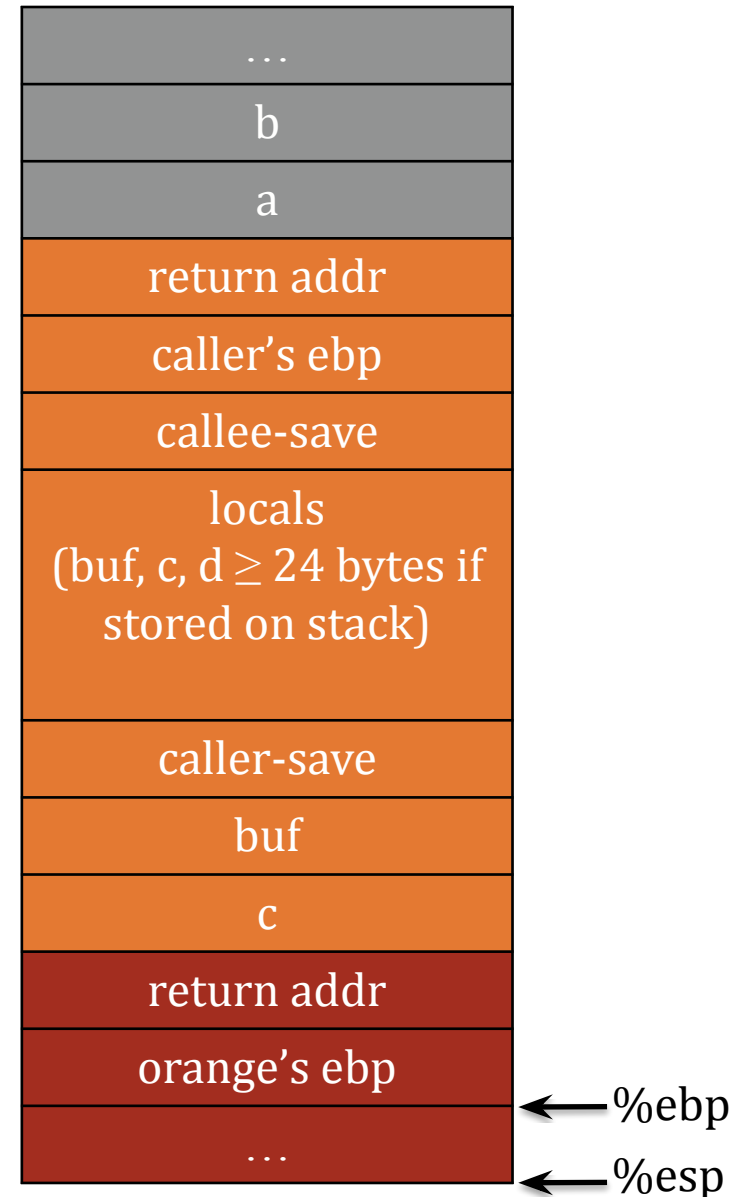 ...
b
a
return addr
caller’s ebp
callee-save
locals
(buf, c, d ≥ 24 bytes if
stored on stack)
caller-save
buf
c
return addr
orange’s ebp
%ebp
...
%esp